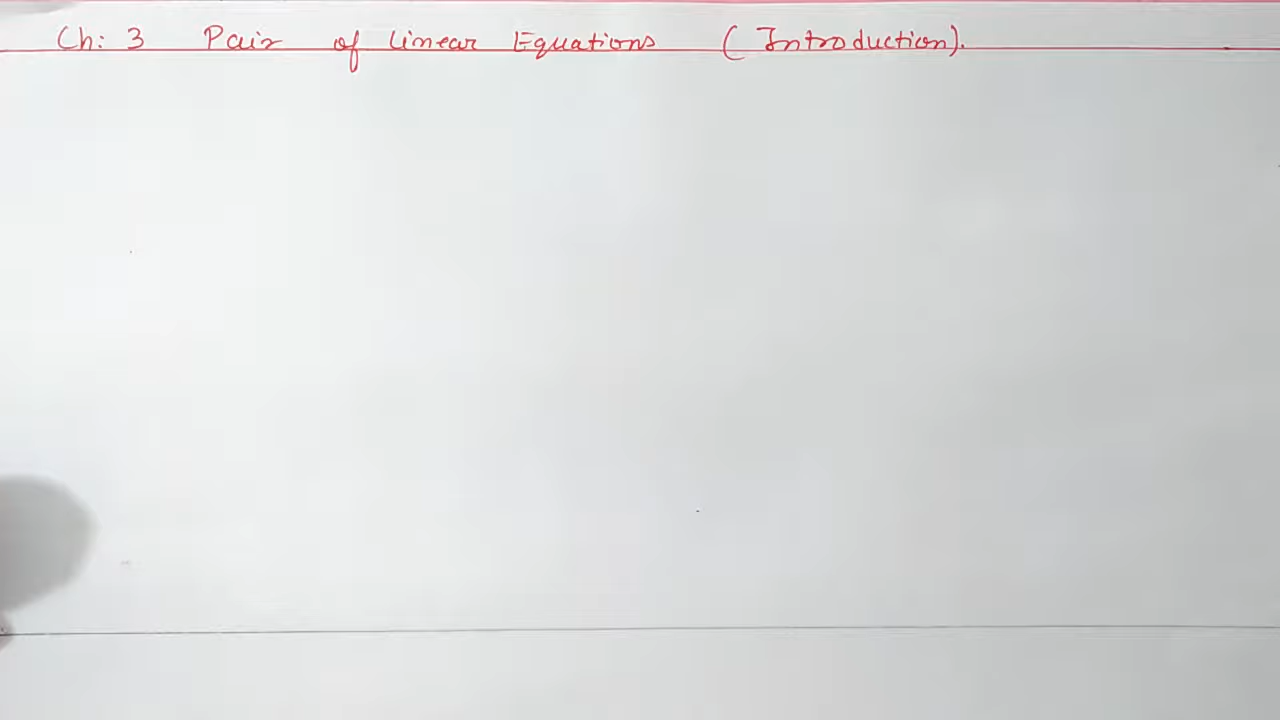 Ch: 3 Pair of Linear Equations (Introduction).